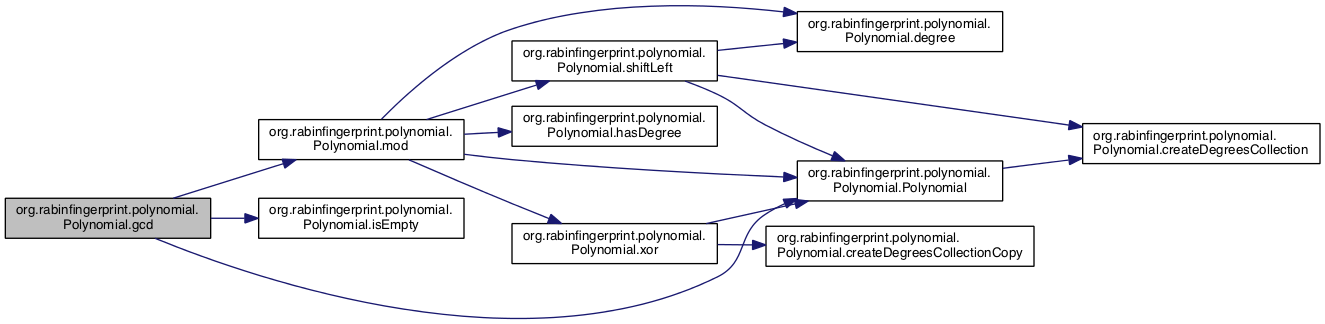 org.rabinfingerprint.polynomial.
Polynomial.gcd
org.rabinfingerprint.polynomial.
Polynomial.mod
org.rabinfingerprint.polynomial.
Polynomial.isEmpty
org.rabinfingerprint.polynomial.
Polynomial.shiftLeft
org.rabinfingerprint.polynomial.
Polynomial.hasDegree
org.rabinfingerprint.polynomial.
Polynomial.xor
org.rabinfingerprint.polynomial.
Polynomial.degree
org.rabinfingerprint.polynomial.
Polynomial.Polynomial
org.rabinfingerprint.polynomial.
Polynomial.createDegreesCollectionCopy
org.rabinfingerprint.polynomial.
Polynomial.createDegreesCollection